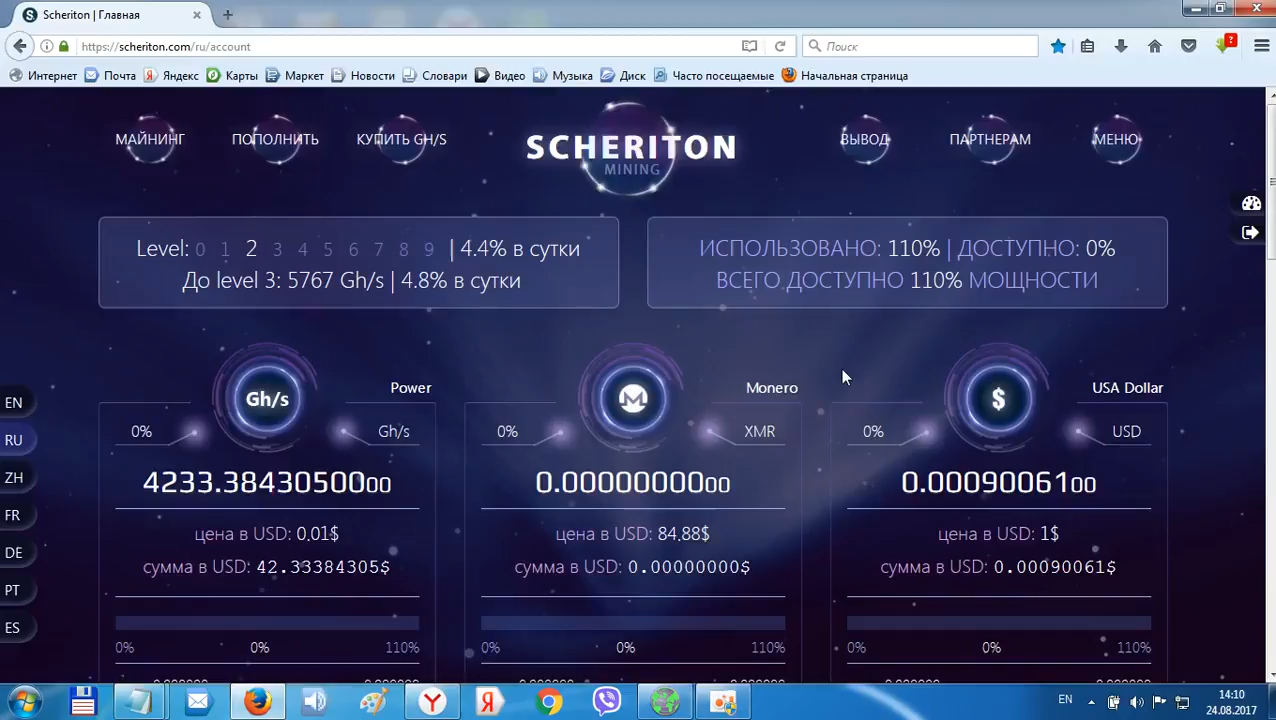 Scheriton | Главная
https://scheriton.com/ru/account
Поиск
Интернет Почта Яндекс Карты Маркет Новости Словари Видео Музыка Диск Часто посещаемые Начальная страница
МАЙНИНГ ПОПОЛНИТЬ КУПИТЬ GH/S SCHERITON ВЫВОД ПАРТНЕРАМ МЕНЮ
MINING
Level: 0 1 2 3 4 5 6 7 8 9 | 4.4% в сутки
До level 3: 5767 Gh/s | 4.8% в сутки
ИСПОЛЬЗОВАНО: 110% | ДОСТУПНО: 0%
ВСЕГО ДОСТУПНО 110% МОЩНОСТИ
EN
RU
ZH
FR
DE
PT
ES
Gh/s
Power
0% Gh/s
4233.3843050000
цена в USD: 0.01$
сумма в USD: 42.33384305$
0% 0% 110%
Monero
0% XMR
0.0000000000
цена в USD: 84.88$
сумма в USD: 0.00000000$
0% 0% 110%
$
USA Dollar
0% USD
0.0009006100
цена в USD: 1$
сумма в USD: 0.00090061$
0% 0% 110%
EN
14:10
24.08.2017